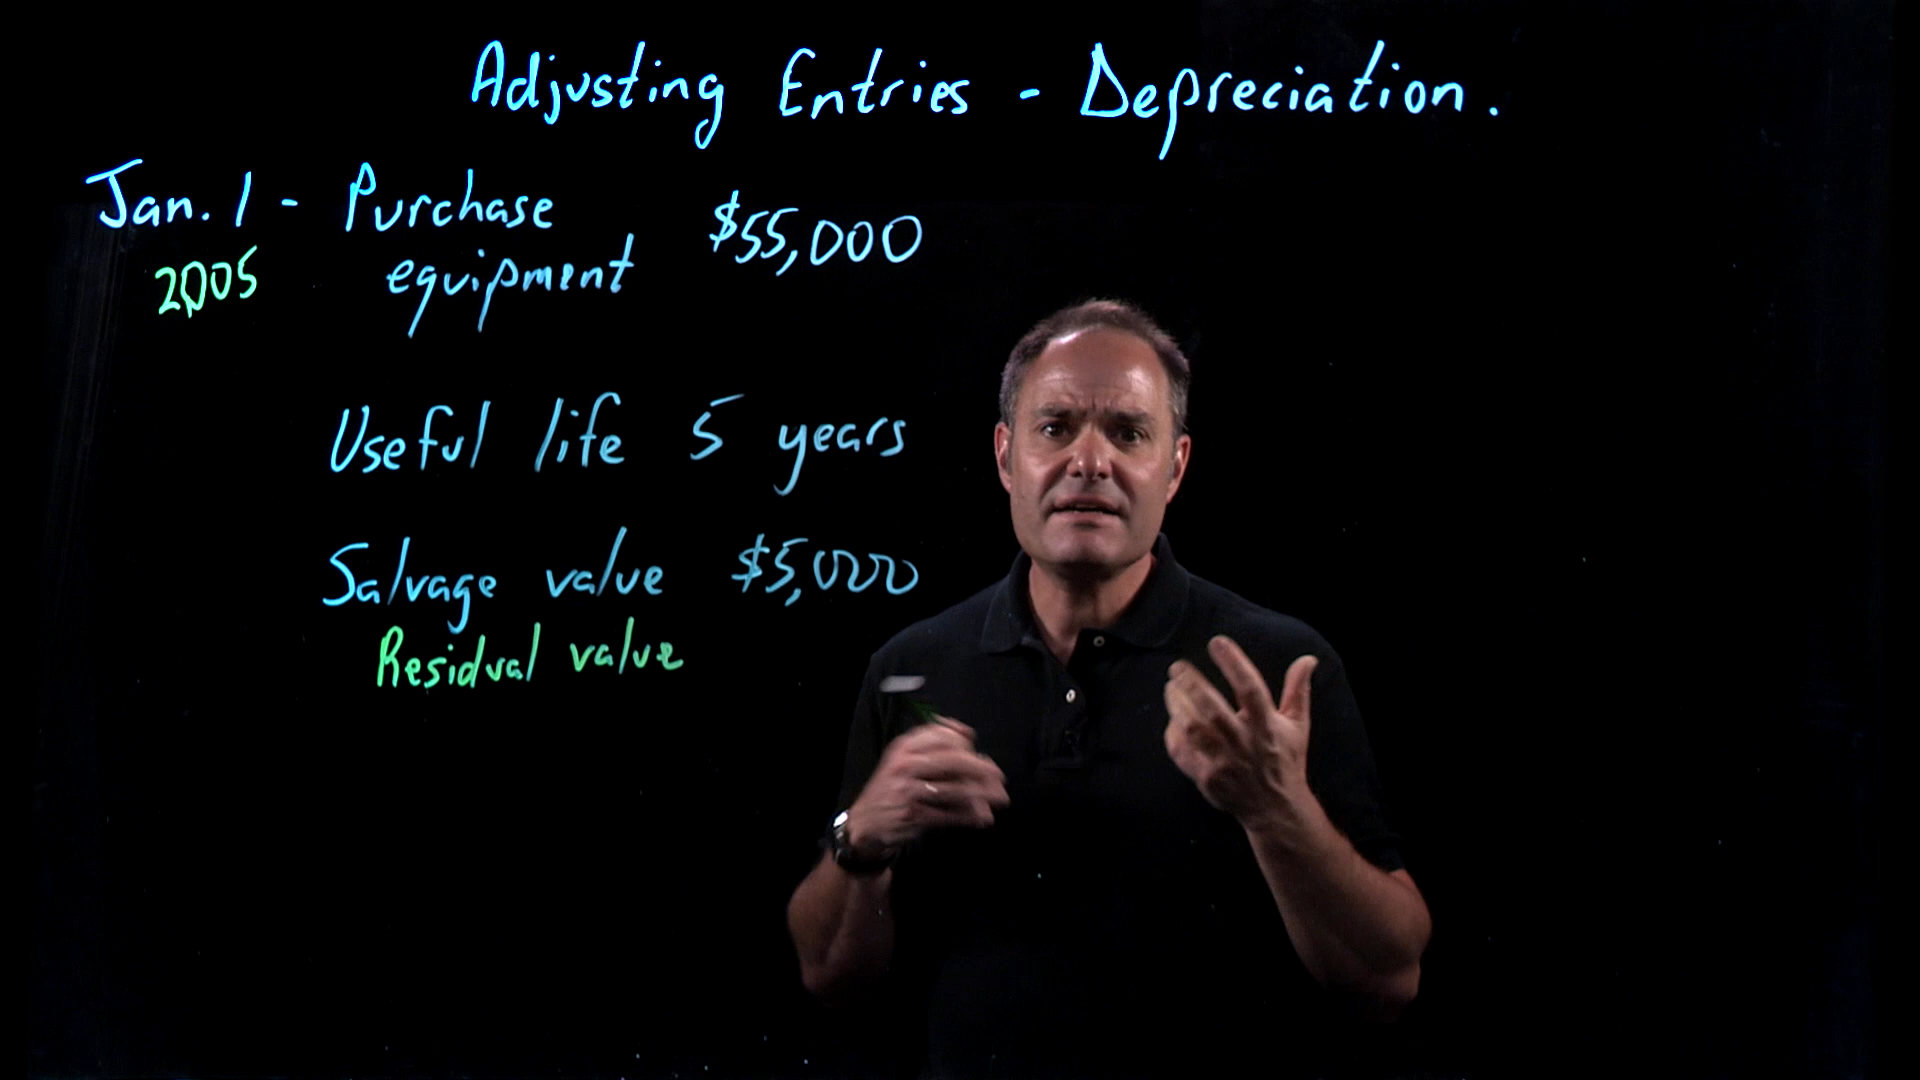 Adjusting Entries - Depreciation.
Jan. 1 - Purchase $55,000
2005 equipment
Useful life 5 years
Salvage value $5,000
Residual value